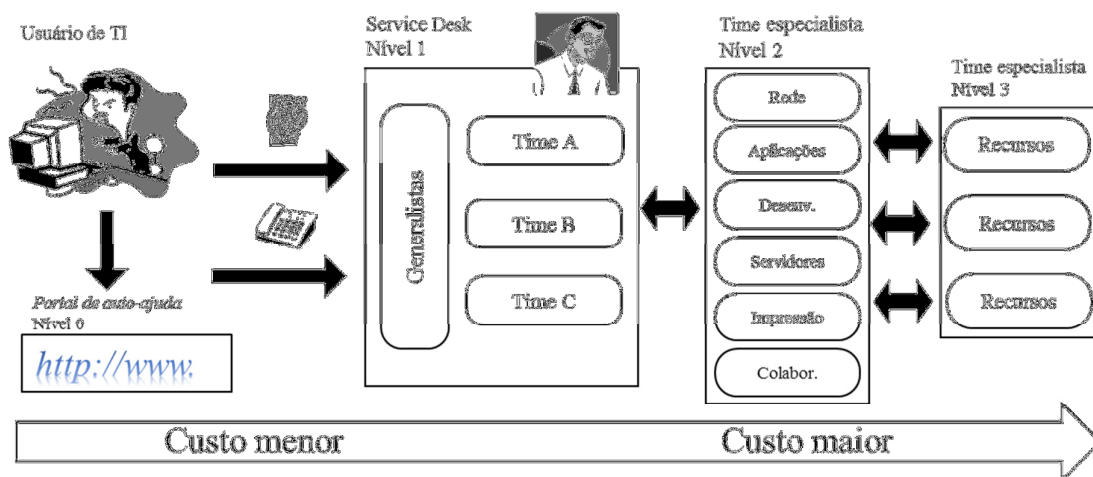 Usuário de TI
Portal de auto-ajuda
Nível 0
http://www.
Service Desk
Nível 1
Generalistas
Time A
Time B
Time C
Time especialista
Nível 2
Rede
Aplicações
Desenv.
Servidores
Impressão
Colabor.
Time especialista
Nível 3
Recursos
Recursos
Recursos
Custo menor
Custo maior